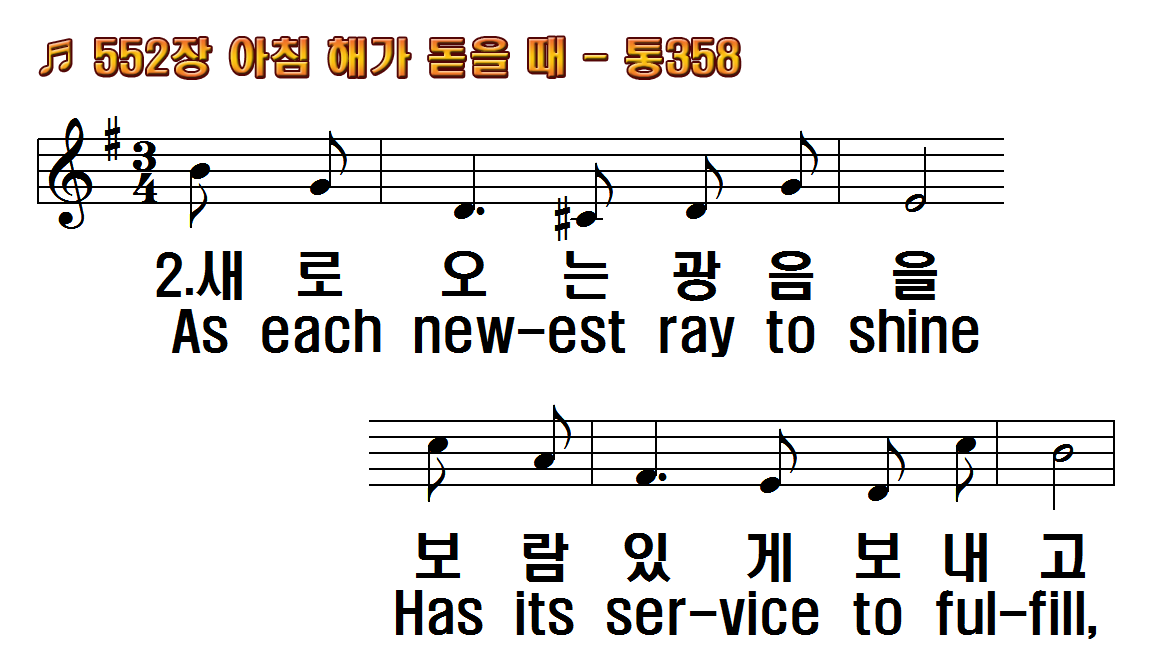 ♬ 552장 아침 해가 돋을 때 - 통358
3
4
2.새 로 오 는 광 음 을
As each new-est ray to shine
보 람 있 게 보 내 고
Has its ser-vice to ful-fill,